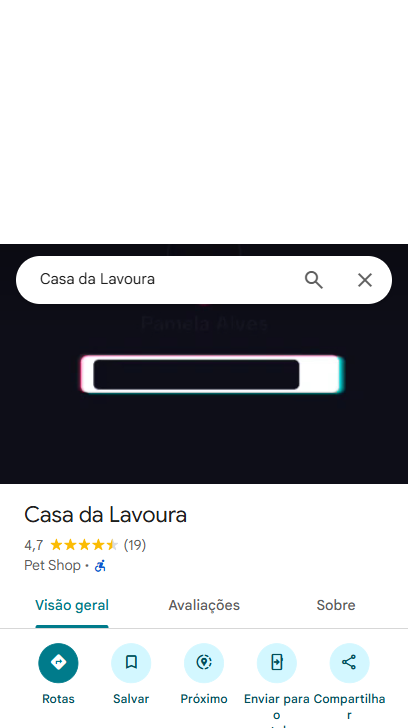 Casa da Lavoura
Pamela Alves
Casa da Lavoura
4,7 (19)
Pet Shop •
Visão geral Avaliações Sobre
Rotas Salvar Próximo Enviar para Compartilha
o r